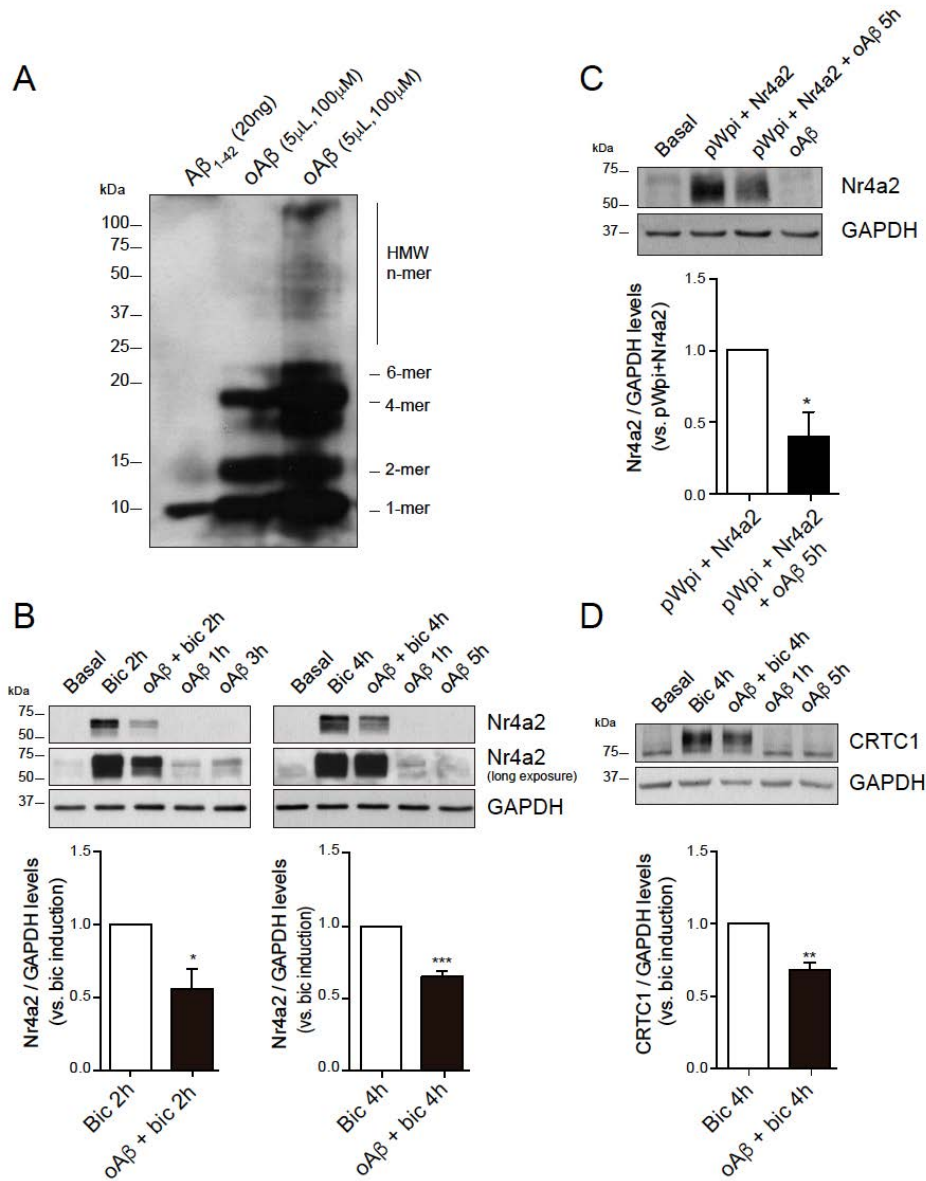 A
Aβ1-42 (20ng)
oAβ (5μL, 100μM)
oAβ (5μL, 100μM)
kDa
100
75
50
37
25
20
15
10
HMW
n-mer
6-mer
4-mer
2-mer
1-mer
C
Basal
pWpi + Nr4a2
pWpi + Nr4a2 + oAβ 5h
oAβ
kDa
75
50
37
Nr4a2
GAPDH
Nr4a2 / GAPDH levels
(vs. pWpi+Nr4a2)
1.5
1.0
0.5
0.0
*
pWpi + Nr4a2
pWpi + Nr4a2
+ oAβ 5h
B
Basal
Bic 2h
oAβ + bic 2h
oAβ 1h
oAβ 3h
kDa
75
50
75
50
37
Basal
Bic 4h
oAβ + bic 4h
oAβ 1h
oAβ 5h
Nr4a2
Nr4a2
(long exposure)
GAPDH
Nr4a2 / GAPDH levels
(vs. bic induction)
1.5
1.0
0.5
0.0
*
Bic 2h
oAβ + bic 2h
Nr4a2 / GAPDH levels
(vs. bic induction)
1.5
1.0
0.5
0.0
***
Bic 4h
oAβ + bic 4h
D
Basal
Bic 4h
oAβ + bic 4h
oAβ 1h
oAβ 5h
kDa
75
37
CRTC1
GAPDH
CRTC1 / GAPDH levels
(vs. bic induction)
1.5
1.0
0.5
0.0
**
Bic 4h
oAβ + bic 4h